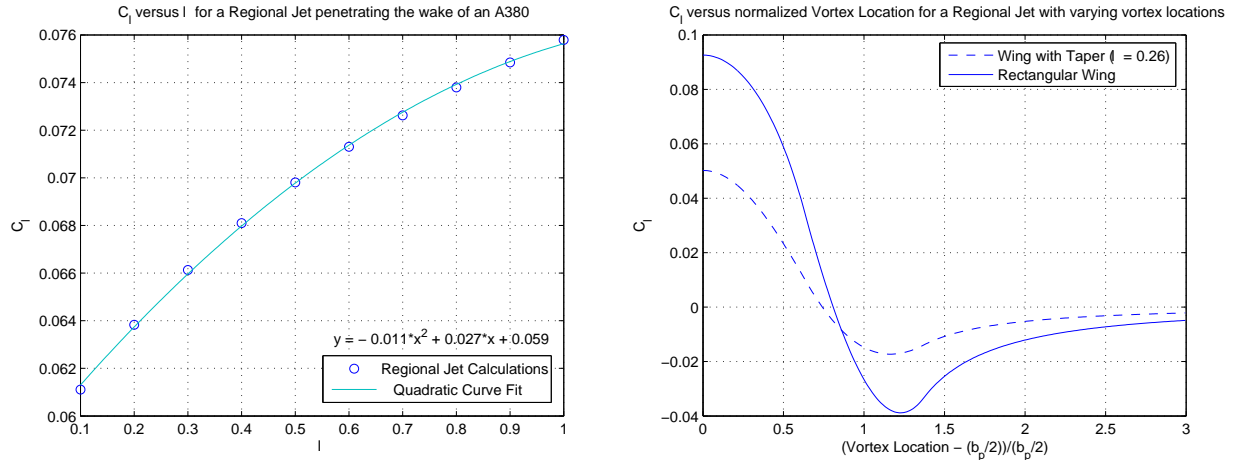 C_l versus l for a Regional Jet penetrating the wake of an A380
0.076
0.074
0.072
0.07
0.068
0.066
0.064
0.062
0.06
C_l
y = − 0.011*x^2 + 0.027*x + 0.059
Regional Jet Calculations
Quadratic Curve Fit
0.1 0.2 0.3 0.4 0.5 0.6 0.7 0.8 0.9 1
l
C_l versus normalized Vortex Location for a Regional Jet with varying vortex locations
0.1
0.08
0.06
0.04
0.02
0
−0.02
−0.04
C_l
Wing with Taper (l = 0.26)
Rectangular Wing
0 0.5 1 1.5 2 2.5 3
(Vortex Location − (b_p/2))/(b_p/2)